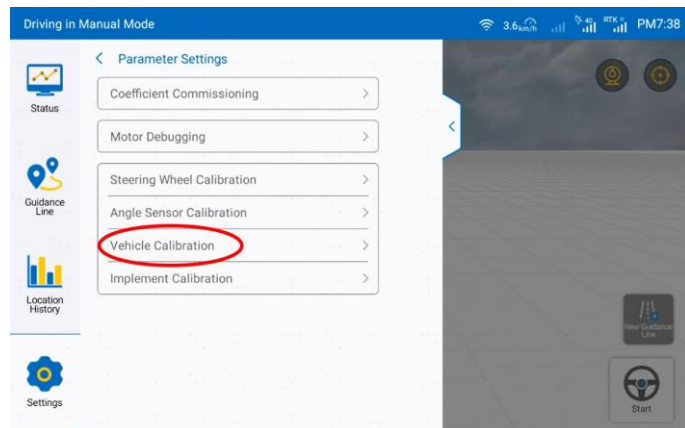 Driving in Manual Mode
3.6km/h
40
RTK
PM7:38
Parameter Settings
Status
Coefficient Commissioning
Motor Debugging
Guidance
Line
Steering Wheel Calibration
Angle Sensor Calibration
Vehicle Calibration
Implement Calibration
Location
History
New Guidance
Line
Settings
Start